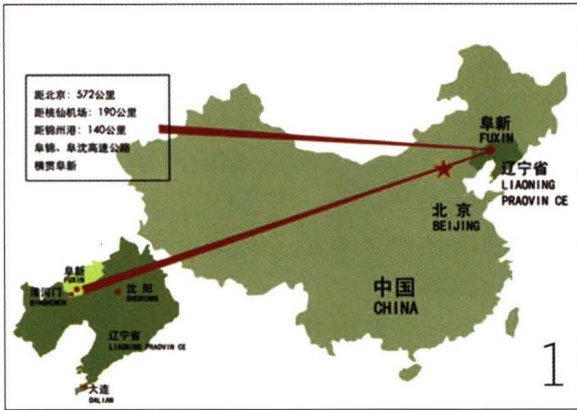 距北京：572公里
距桃仙机场：190公里
距锦州港：140公里
阜锦、阜沈高速公路
横贯阜新
阜新
FUXIN
辽宁省
LIAONING
PRAOVIN CE
北京
BEIJING
中国
CHINA
阜新
FUXIN
清河门
沈阳
SHENYANG
辽宁省
LIAONING PRAOVIN CE
大连
DALIAN
1